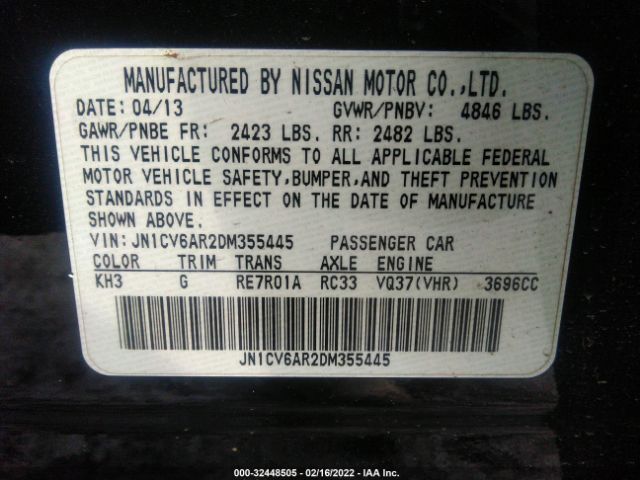 MANUFACTURED BY NISSAN MOTOR CO.,LTD.
DATE: 04/13 GVWR/PNBV: 4846 LBS.
GAWR/PNBE FR: 2423 LBS. RR: 2482 LBS.
THIS VEHICLE CONFORMS TO ALL APPLICABLE FEDERAL
MOTOR VEHICLE SAFETY,BUMPER,AND THEFT PREVENTION
STANDARDS IN EFFECT ON THE DATE OF MANUFACTURE
SHOWN ABOVE.
VIN:JN1CV6AR2DM355445 PASSENGER CAR
COLOR TRIM TRANS AXLE ENGINE
KH3 G RE7R01A RC33 VQ37(VHR) 3696CC
JN1CV6AR2DM355445
000-32448505 - 02/16/2022 - IAA Inc.